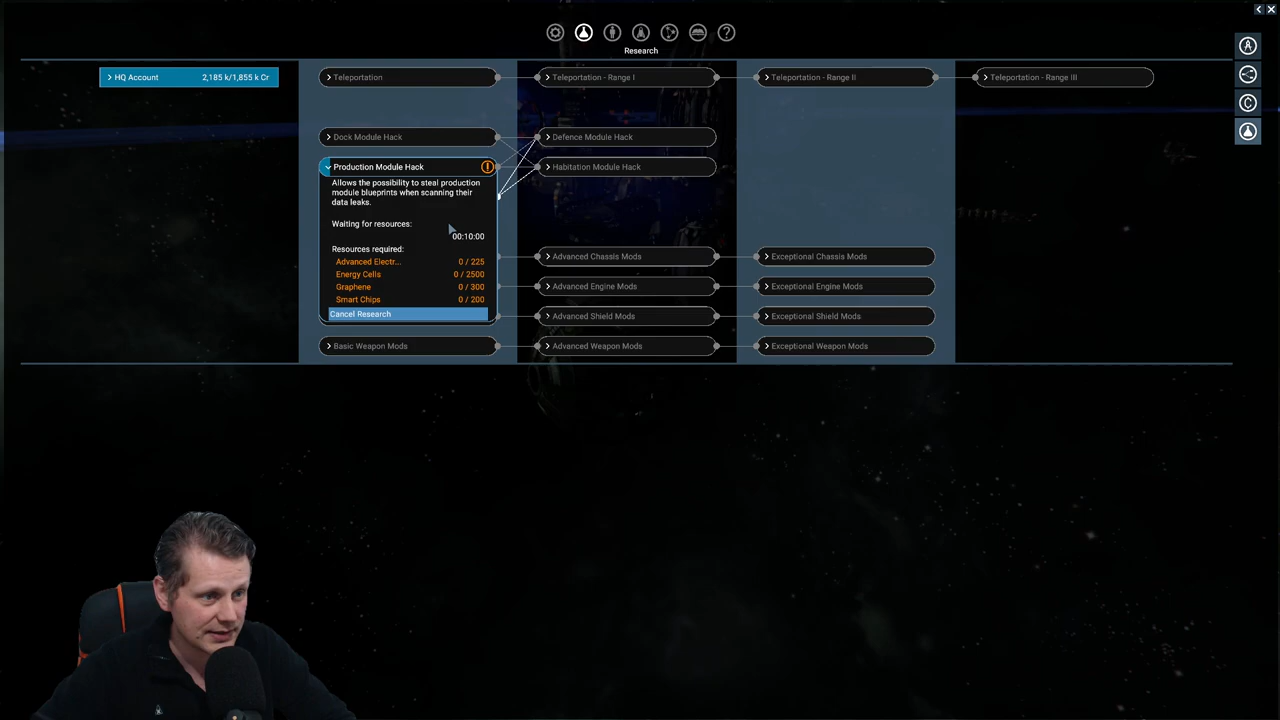 Research
HQ Account 2,185 k/1,855 k Cr
Teleportation
Teleportation - Range I
Teleportation - Range II
Teleportation - Range III
Dock Module Hack
Defence Module Hack
Production Module Hack
Habitation Module Hack
Allows the possibility to steal production
module blueprints when scanning their
data leaks.
Waiting for resources:
00:10:00
Resources required:
Advanced Electr... 0 / 225
Energy Cells 0 / 2500
Graphene 0 / 300
Smart Chips 0 / 200
Cancel Research
Advanced Chassis Mods
Exceptional Chassis Mods
Advanced Engine Mods
Exceptional Engine Mods
Advanced Shield Mods
Exceptional Shield Mods
Basic Weapon Mods
Advanced Weapon Mods
Exceptional Weapon Mods